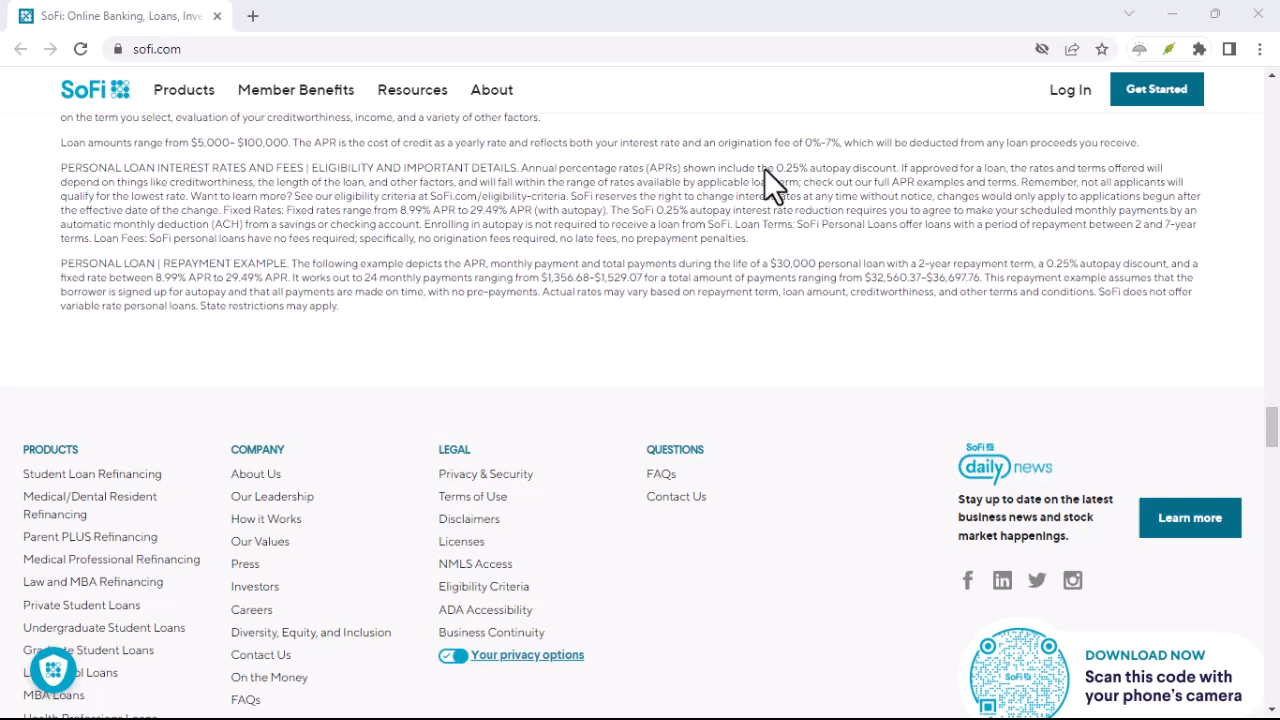 SoFi: Online Banking, Loans, Inve
sofi.com
SoFi
Products
Member Benefits
Resources
About
Log In
Get Started
on the term you select, evaluation of your creditworthiness, income, and a variety of other factors.
Loan amounts range from $5,000– $100,000. The APR is the cost of credit as a yearly rate and reflects both your interest rate and an origination fee of 0%-7%, which will be deducted from any loan proceeds you receive.
PERSONAL LOAN INTEREST RATES AND FEES | ELIGIBILITY AND IMPORTANT DETAILS. Annual percentage rates (APRs) shown include the 0.25% autopay discount. If approved for a loan, the rates and terms offered will
depend on things like creditworthiness, the length of the loan, and other factors, and will fall within the range of rates available by applicable loan term; check out our full APR examples and terms. Remember, not all applicants will
qualify for the lowest rate. Want to learn more? See our eligibility criteria at SoFi.com/eligibility-criteria. SoFi reserves the right to change interest rates at any time without notice, changes would only apply to applications begun after
the effective date of the change. Fixed Rates: Fixed rates range from 8.99% APR to 29.49% APR (with autopay). The SoFi 0.25% autopay interest rate reduction requires you to agree to make your scheduled monthly payments by an
automatic monthly deduction (ACH) from a savings or checking account. Enrolling in autopay is not required to receive a loan from SoFi. Loan Terms: SoFi Personal Loans offer loans with a period of repayment between 2 and 7-year
terms. Loan Fees: SoFi personal loans have no fees required; specifically, no origination fees required, no late fees, no prepayment penalties.
PERSONAL LOAN | REPAYMENT EXAMPLE. The following example depicts the APR, monthly payment and total payments during the life of a $30,000 personal loan with a 2-year repayment term, a 0.25% autopay discount, and a
fixed rate between 8.99% APR to 29.49% APR. It works out to 24 monthly payments ranging from $1,356.68–$1,529.07 for a total amount of payments ranging from $32,560.37–$36,697.76. This repayment example assumes that the
borrower is signed up for autopay and that all payments are made on time, with no pre-payments. Actual rates may vary based on repayment term, loan amount, creditworthiness, and other terms and conditions. SoFi does not offer
variable rate personal loans. State restrictions may apply.
PRODUCTS
Student Loan Refinancing
Medical/Dental Resident
Refinancing
Parent PLUS Refinancing
Medical Professional Refinancing
Law and MBA Refinancing
Private Student Loans
Undergraduate Student Loans
Student Loans
Loans
MBA Loans
Health Professions Loans
COMPANY
About Us
Our Leadership
How it Works
Our Values
Press
Investors
Careers
Diversity, Equity, and Inclusion
Contact Us
On the Money
FAQs
LEGAL
Privacy & Security
Terms of Use
Disclaimers
Licenses
NMLS Access
Eligibility Criteria
ADA Accessibility
Business Continuity
Your privacy options
QUESTIONS
FAQs
Contact Us
SoFi
daily news
Stay up to date on the latest
business news and stock
market happenings.
Learn more
SoFi
DOWNLOAD NOW
Scan this code with
your phone's camera